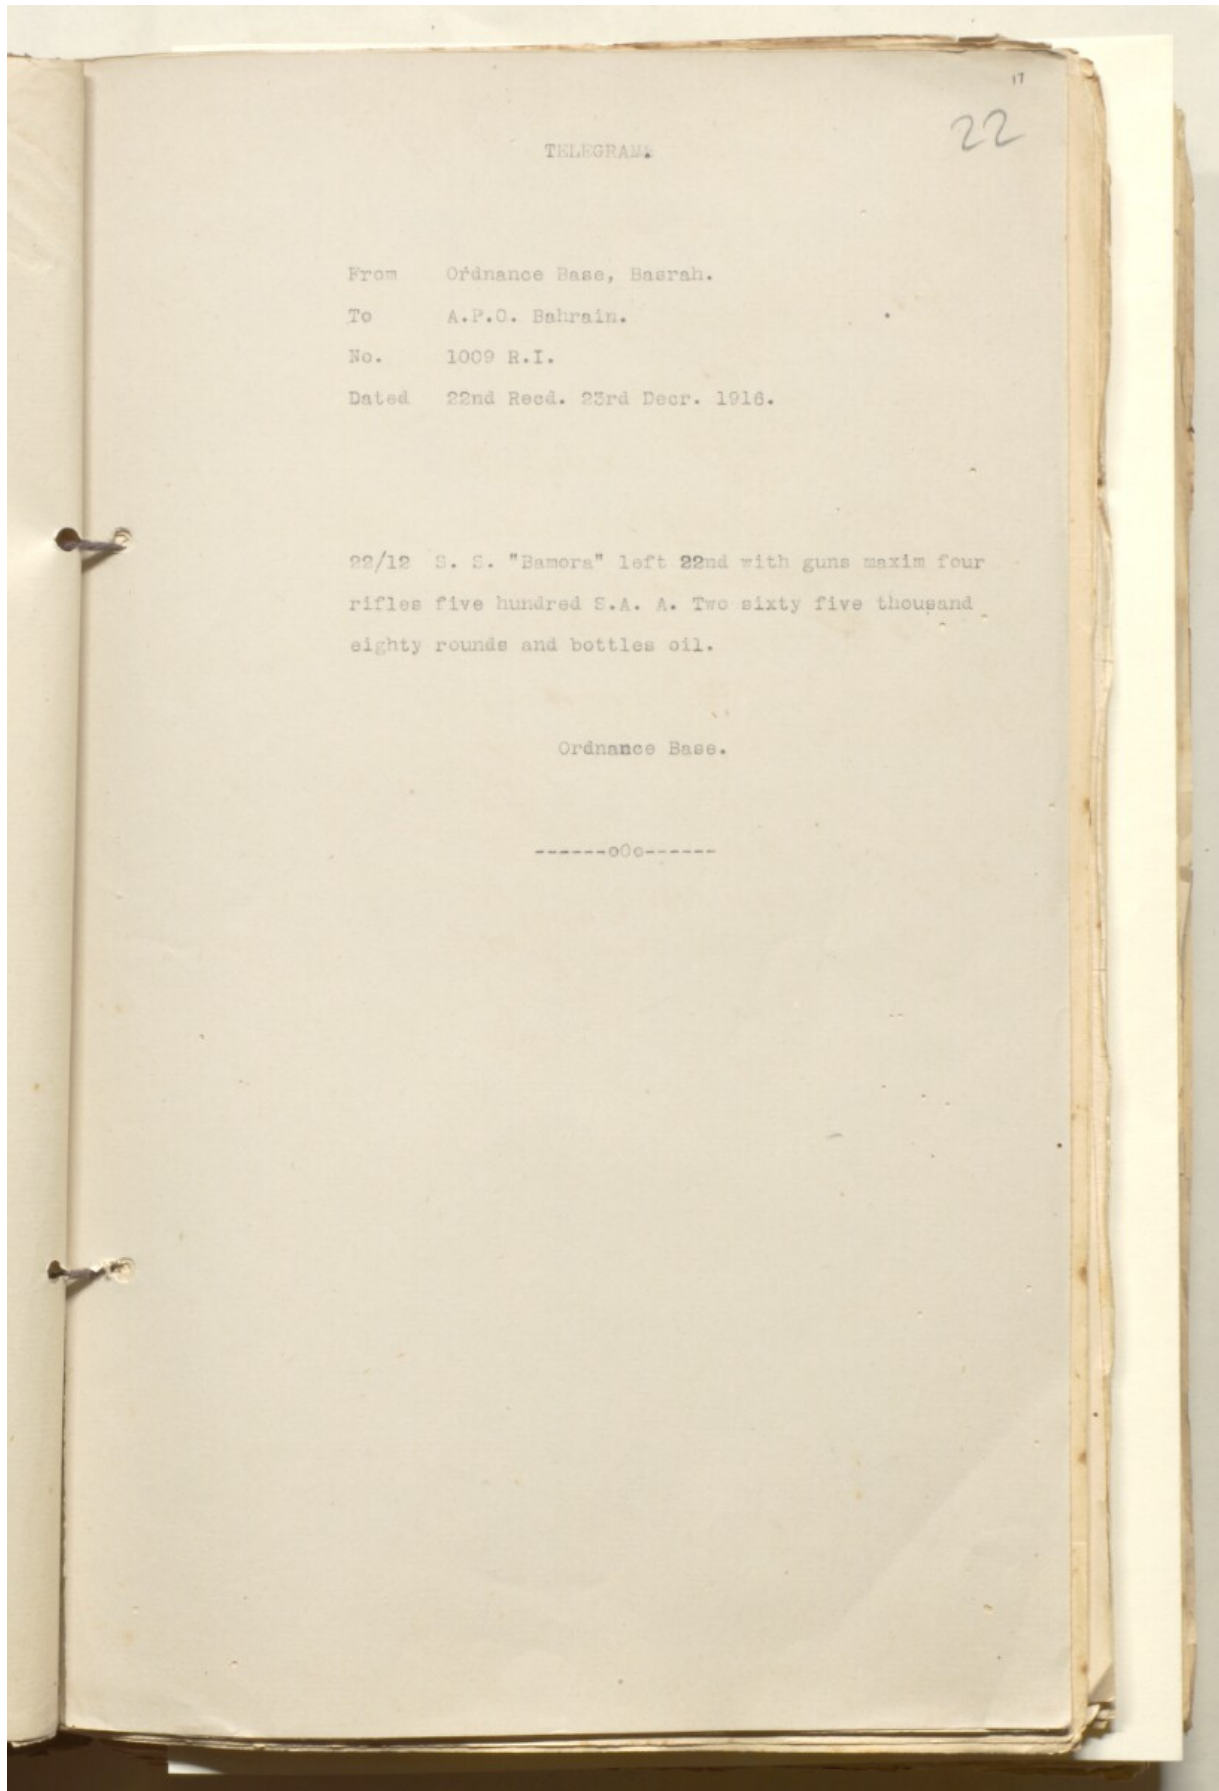 17
22
TELEGRAM.
From Ordnance Base, Basrah.
To A.P.O. Bahrain.
No. 1009 R.I.
Dated 22nd Recd. 23rd Decr. 1916.
22/12 S. S. "Bamora" left 22nd with guns maxim four
rifles five hundred S.A. A. Two sixty five thousand
eighty rounds and bottles oil.
Ordnance Base.
------oOo------